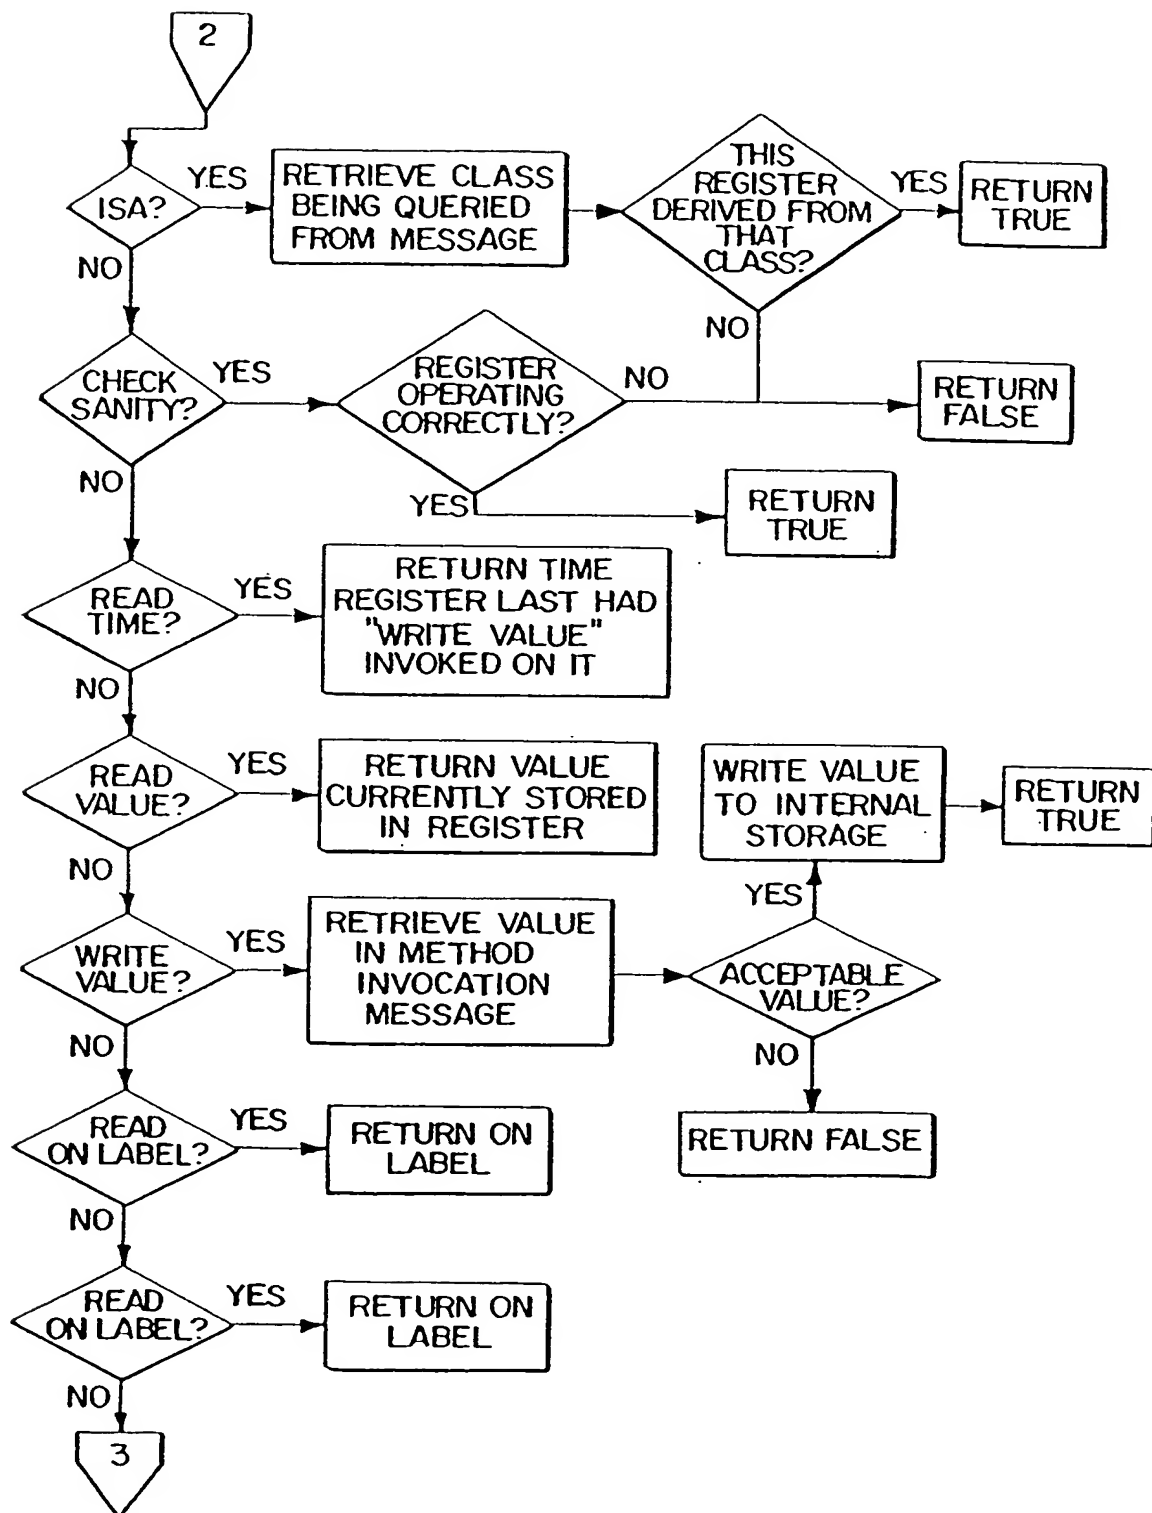 2
ISA?
YES
RETRIEVE CLASS
BEING QUERIED
FROM MESSAGE
THIS
REGISTER
DERIVED FROM
THAT
CLASS?
YES
RETURN
TRUE
NO
NO
CHECK
SANITY?
YES
REGISTER
OPERATING
CORRECTLY?
NO
RETURN
FALSE
NO
YES
RETURN
TRUE
READ
TIME?
YES
RETURN TIME
REGISTER LAST HAD
"WRITE VALUE"
INVOKED ON IT
NO
READ
VALUE?
YES
RETURN VALUE
CURRENTLY STORED
IN REGISTER
WRITE VALUE
TO INTERNAL
STORAGE
RETURN
TRUE
NO
YES
WRITE
VALUE?
YES
RETRIEVE VALUE
IN METHOD
INVOCATION
MESSAGE
ACCEPTABLE
VALUE?
NO
NO
RETURN FALSE
READ
ON LABEL?
YES
RETURN ON
LABEL
NO
READ
ON LABEL?
YES
RETURN ON
LABEL
NO
3